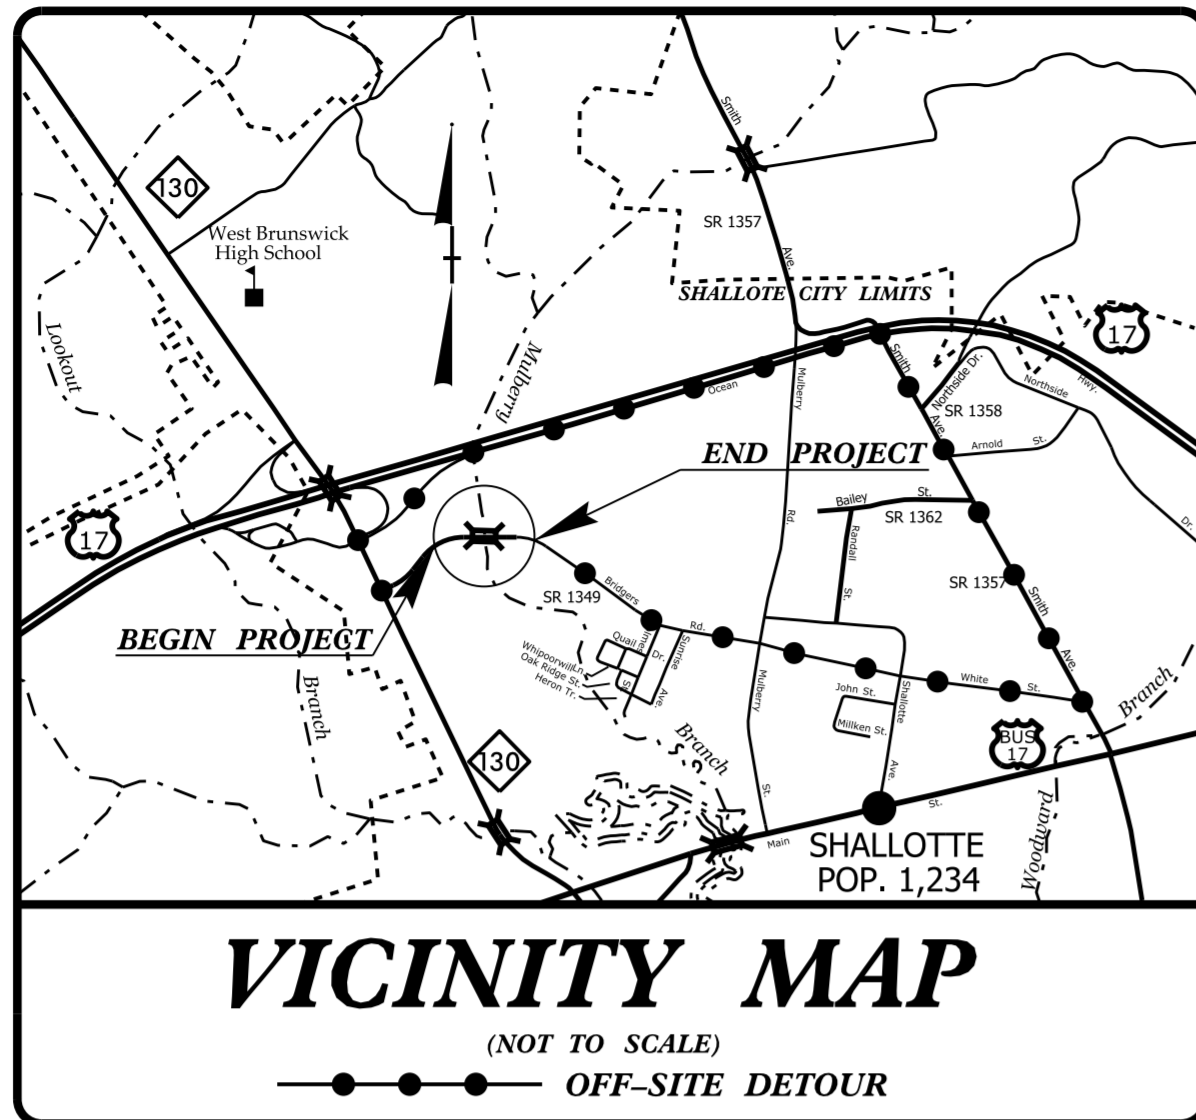 130
West Brunswick
High School
Smith
SR 1357
Ave.
SHALLOTE CITY LIMITS
17
Lookout
Mulberry
Ocean
Mulberry
Smith
Ave.
Northside Dr.
Northside
Hwy.
SR 1358
Arnold St.
Dr.
END PROJECT
Bailey St.
SR 1362
Randall
St.
Rd.
17
SR 1357
Smith
Ave.
SR 1349
Bridgers
Rd.
BEGIN PROJECT
Quail
Dr.
Sunrise
Ave.
Whipoorwill Ln.
Oak Ridge St.
Heron Tr.
St.
Branch
Mulberry
St.
John St.
Millken St.
Shallotte
Ave.
White St.
Branch
BUS
17
Branch
130
Main
St.
Woodward
SHALLOTTE
POP. 1,234
VICINITY MAP
(NOT TO SCALE)
OFF–SITE DETOUR